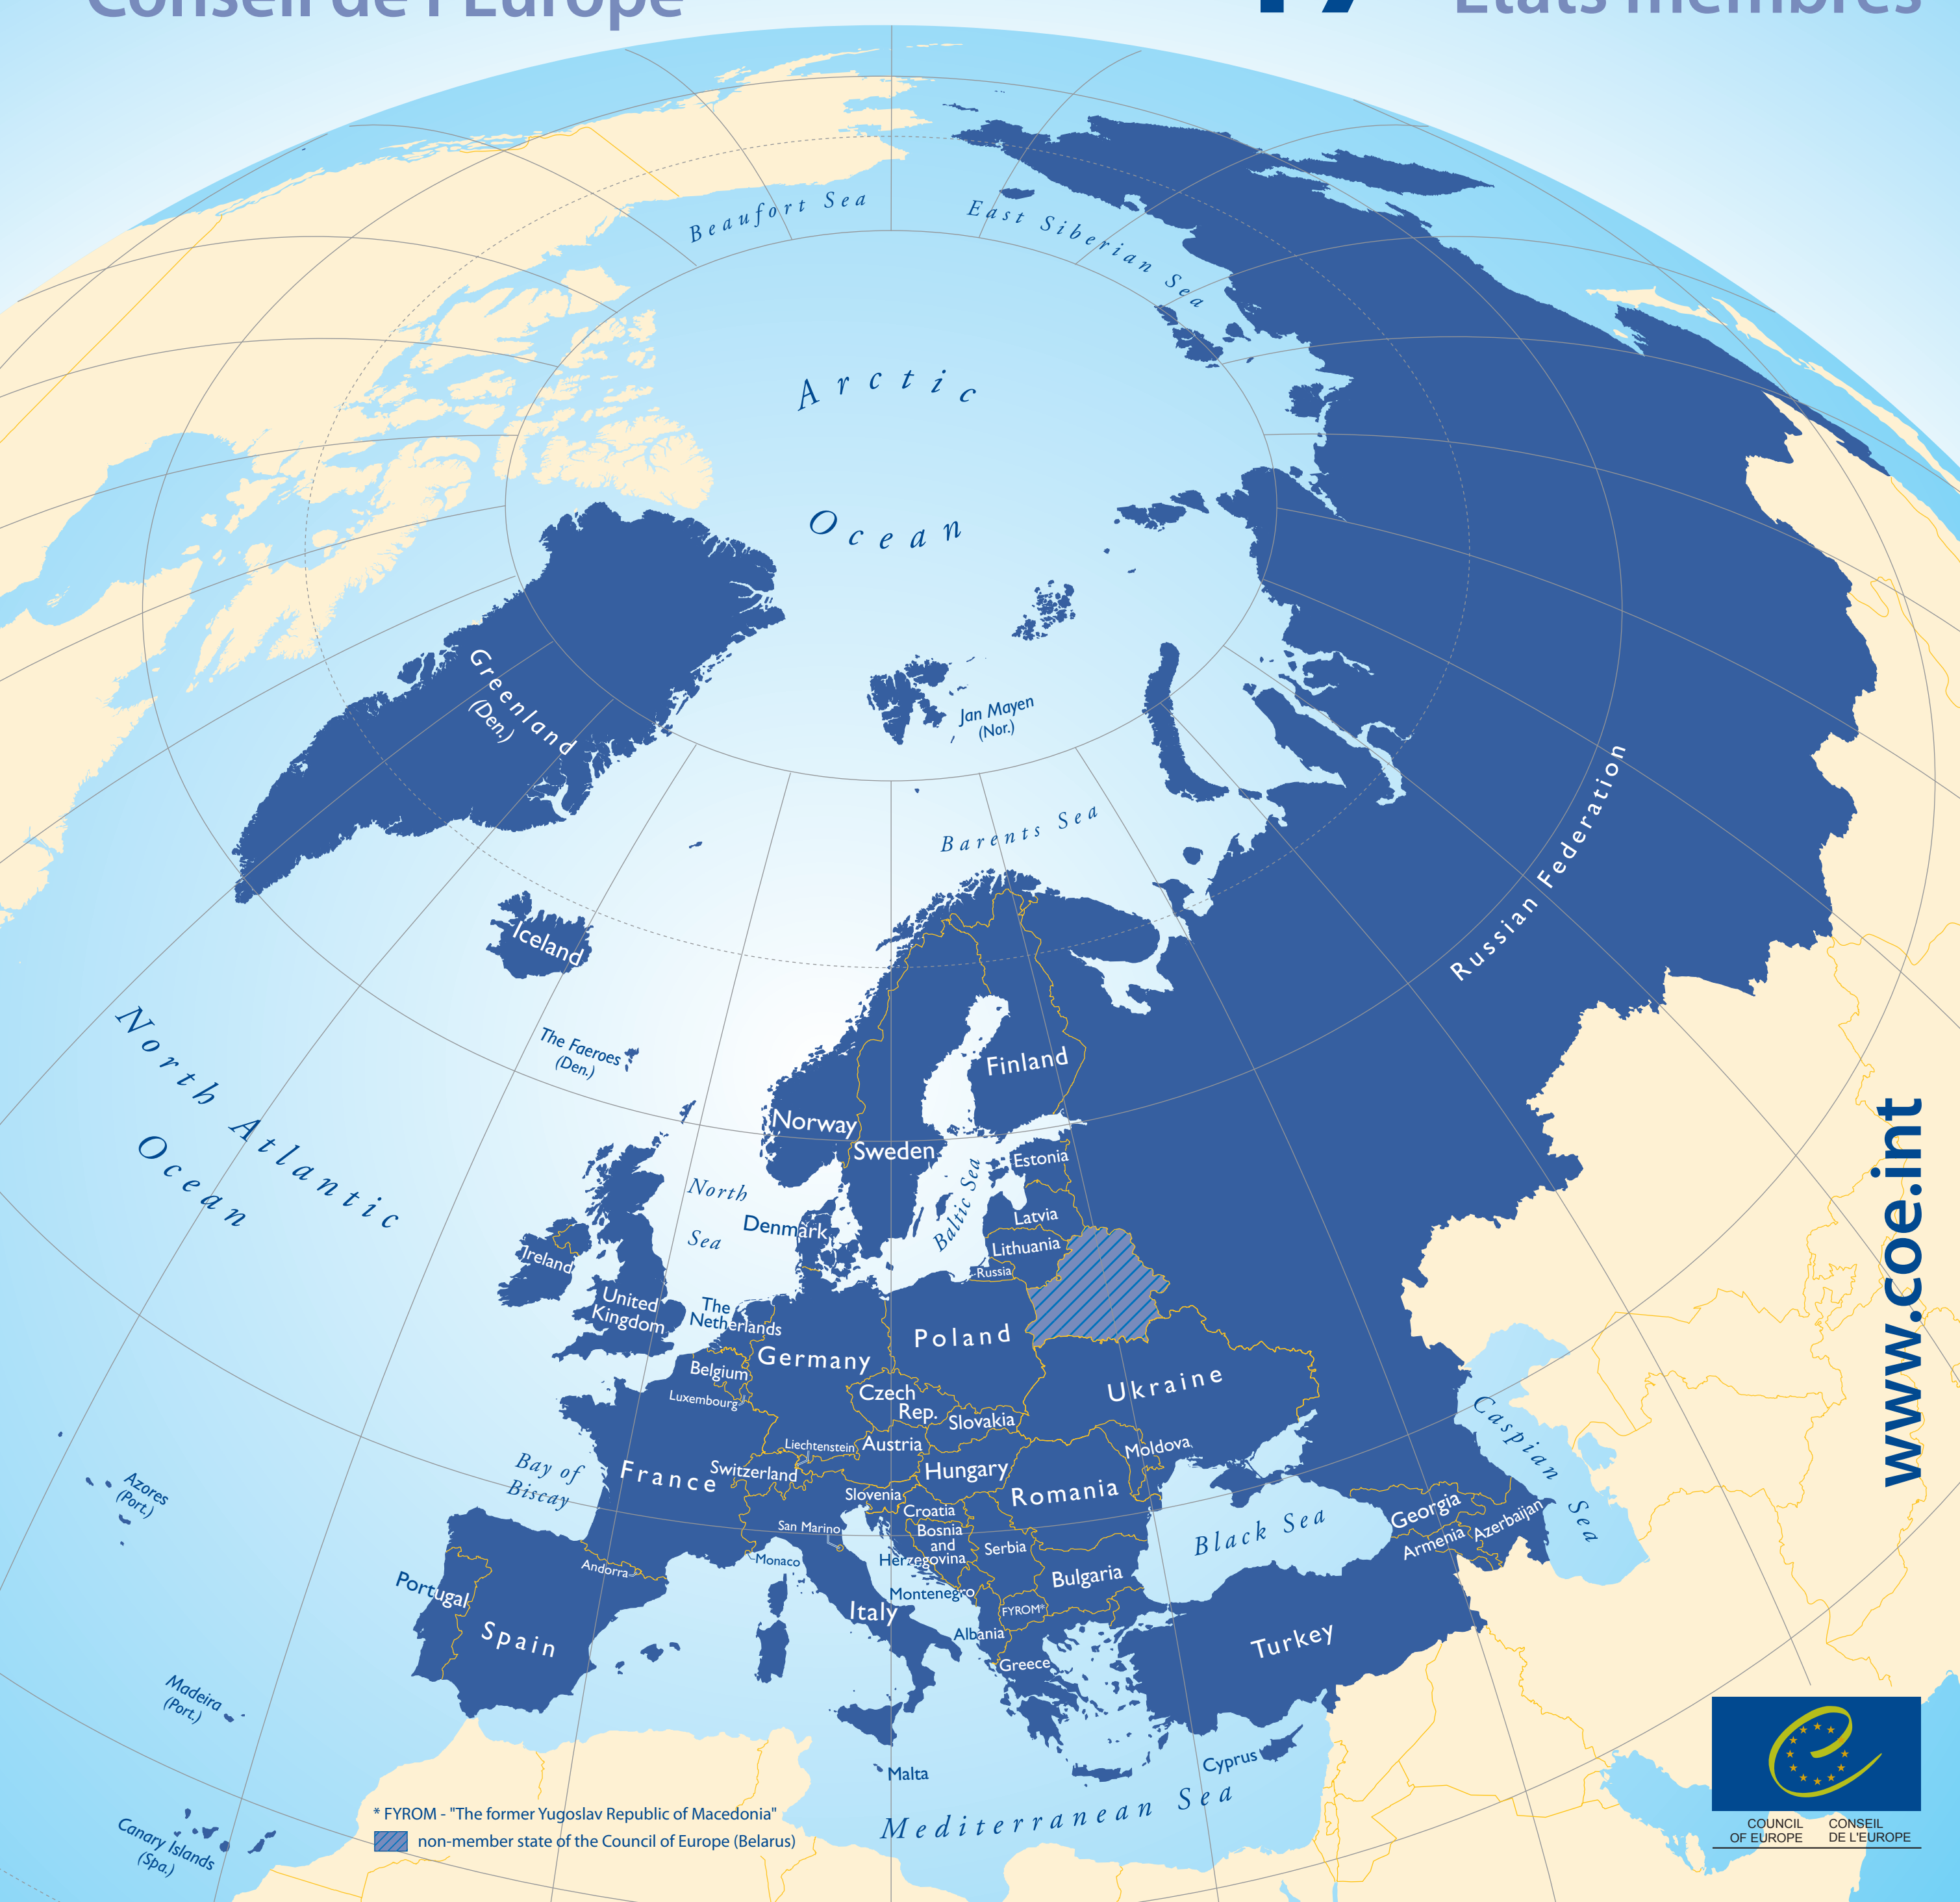 Conseil de l'Europe
États membres
Beaufort Sea
East Siberian Sea
Arctic
Ocean
Greenland
(Den.)
Jan Mayen
(Nor.)
Barents Sea
Russian Federation
Iceland
North Atlantic
Ocean
The Faeroes
(Den.)
Finland
Norway
Sweden
Estonia
North
Sea
Baltic Sea
Denmark
Latvia
Lithuania
Russia
Ireland
United
Kingdom
The
Netherlands
Poland
Germany
Belgium
Luxembourg
Czech
Rep.
Slovakia
Ukraine
Liechtenstein
Austria
Moldova
Caspian
Sea
Azores
(Port.)
Bay of
Biscay
France
Switzerland
Hungary
Romania
Slovenia
Croatia
San Marino
Bosnia
and
Herzegovina
Serbia
Black Sea
Georgia
Armenia
Azerbaijan
Monaco
Andorra
Montenegro
Bulgaria
Portugal
Spain
Italy
FYROM*
Albania
Greece
Turkey
Madeira
(Port.)
Cyprus
Malta
Mediterranean Sea
Canary Islands
(Spa.)
* FYROM - "The former Yugoslav Republic of Macedonia"
non-member state of the Council of Europe (Belarus)
www.coe.int
COUNCIL
OF EUROPE
CONSEIL
DE L'EUROPE